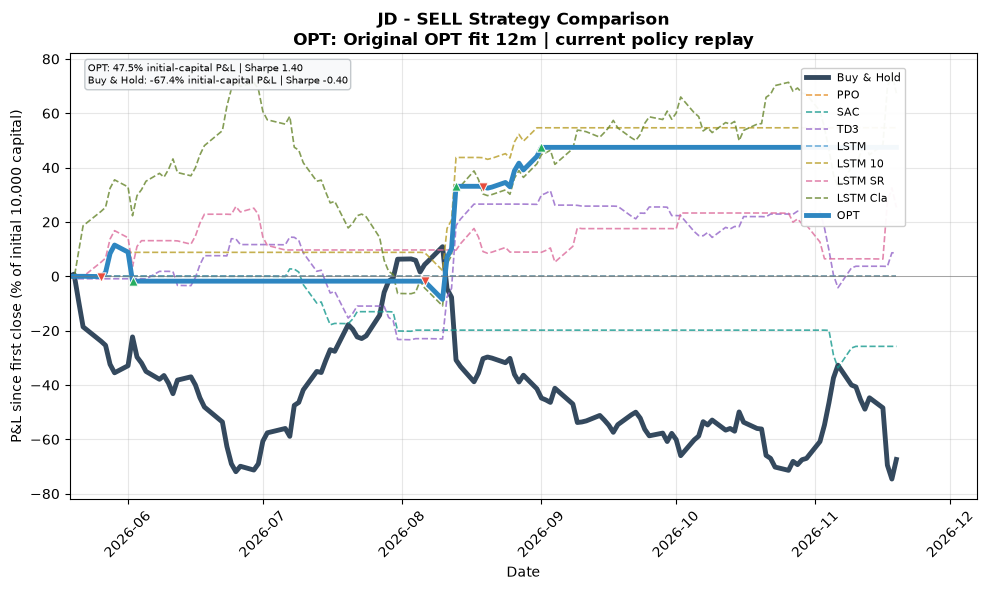 JD - SELL Strategy Comparison
OPT: Original OPT fit 12m | current policy replay
OPT: 47.5% initial-capital P&L | Sharpe 1.40
Buy & Hold: -67.4% initial-capital P&L | Sharpe -0.40
Buy & Hold
PPO
SAC
TD3
LSTM
LSTM 10
LSTM SR
LSTM Cla
OPT
P&L since first close (% of initial 10,000 capital)
80
60
40
20
0
−20
−40
−60
−80
2026-06
2026-07
2026-08
2026-09
2026-10
2026-11
2026-12
Date